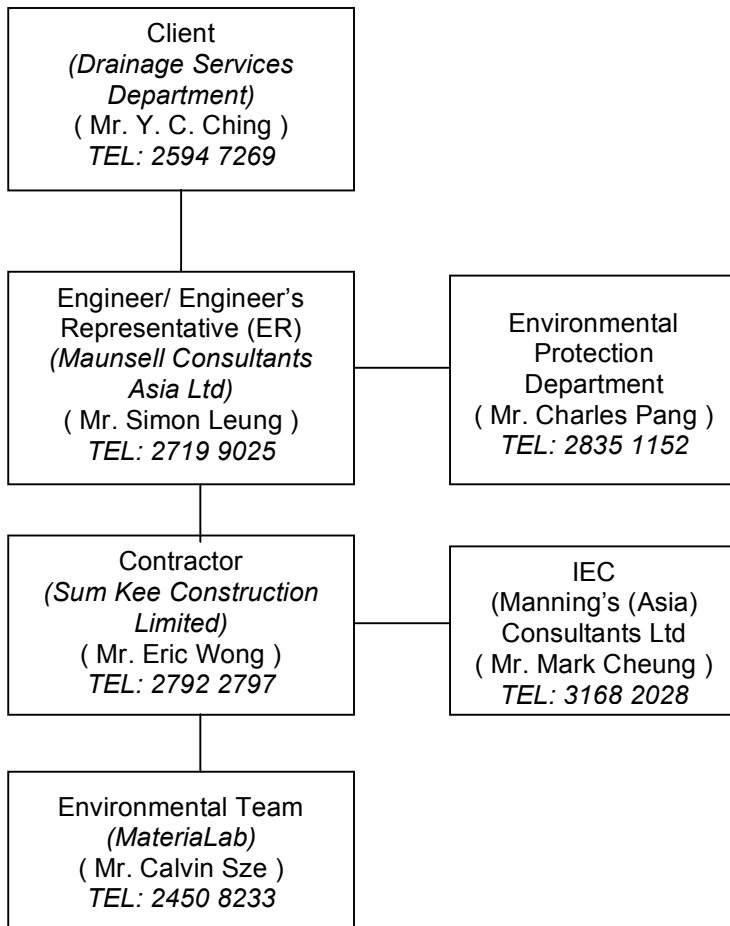 Client
(Drainage Services
Department)
( Mr. Y. C. Ching )
TEL: 2594 7269
Engineer/ Engineer's
Representative (ER)
(Maunsell Consultants
Asia Ltd)
( Mr. Simon Leung )
TEL: 2719 9025
Environmental
Protection
Department
( Mr. Charles Pang )
TEL: 2835 1152
Contractor
(Sum Kee Construction
Limited)
( Mr. Eric Wong )
TEL: 2792 2797
IEC
(Manning's (Asia)
Consultants Ltd
( Mr. Mark Cheung )
TEL: 3168 2028
Environmental Team
(MateriaLab)
( Mr. Calvin Sze )
TEL: 2450 8233